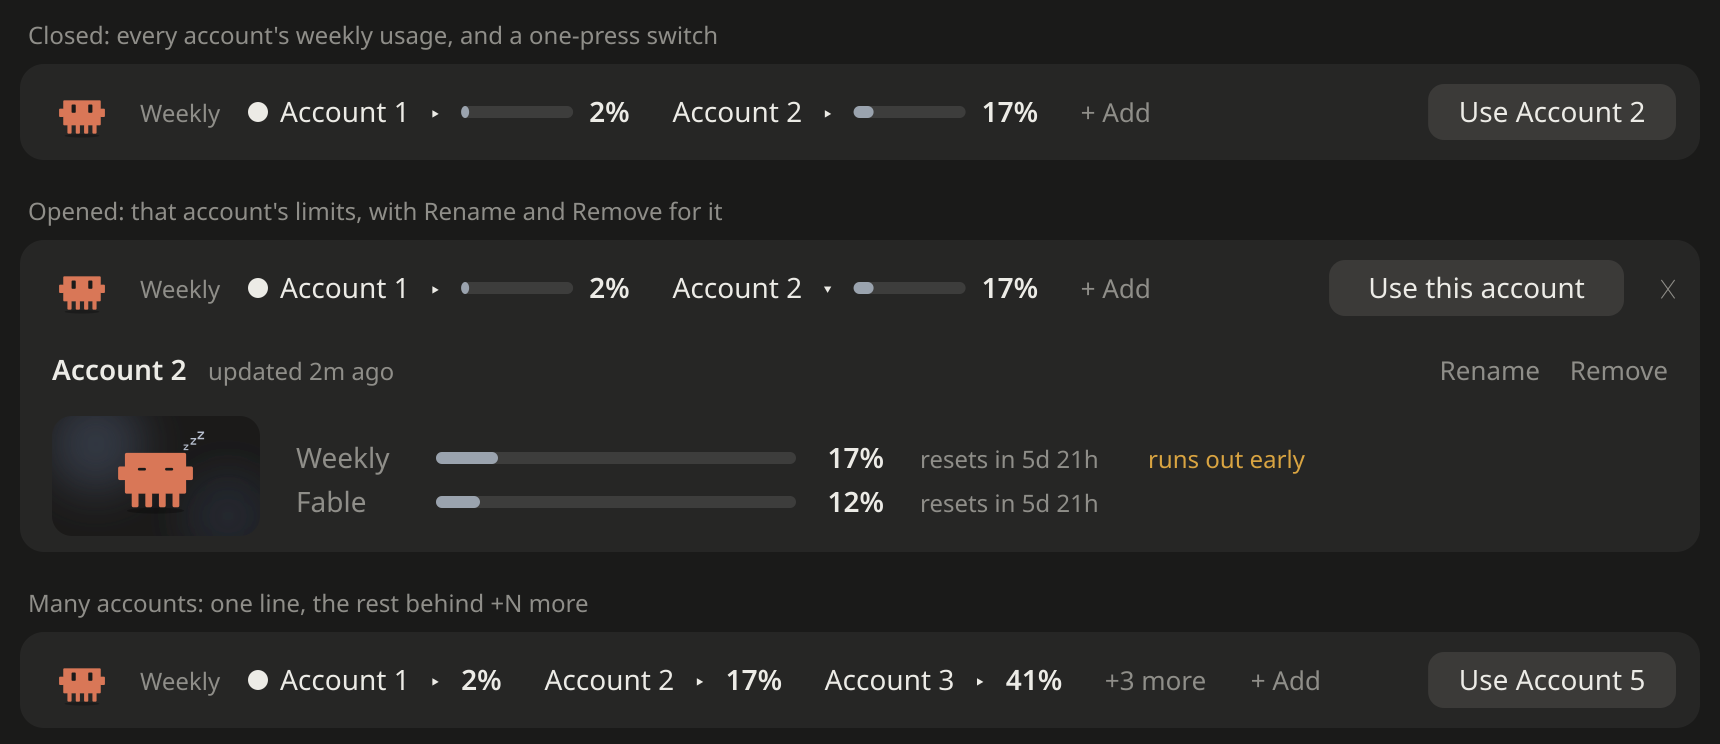 Closed: every account's weekly usage, and a one-press switch
Weekly Account 1 2% Account 2 17% + Add Use Account 2
Opened: that account's limits, with Rename and Remove for it
Weekly Account 1 2% Account 2 17% + Add Use this account X
Account 2 updated 2m ago Rename Remove
zzZ
Weekly 17% resets in 5d 21h runs out early
Fable 12% resets in 5d 21h
Many accounts: one line, the rest behind +N more
Weekly Account 1 2% Account 2 17% Account 3 41% +3 more + Add Use Account 5